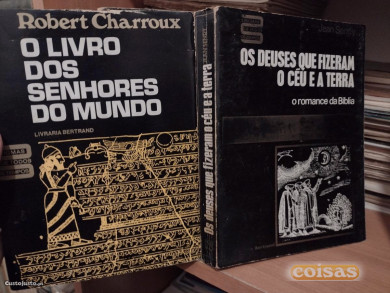 Robert Charroux
O LIVRO
DOS
SENHORES
DO MUNDO
LIVRARIA BERTRAND
Os deuses que fizeram o céu e a terra
OS DEUSES QUE FIZERAM
O CÉU E A TERRA
o romance da Bíblia
coisas